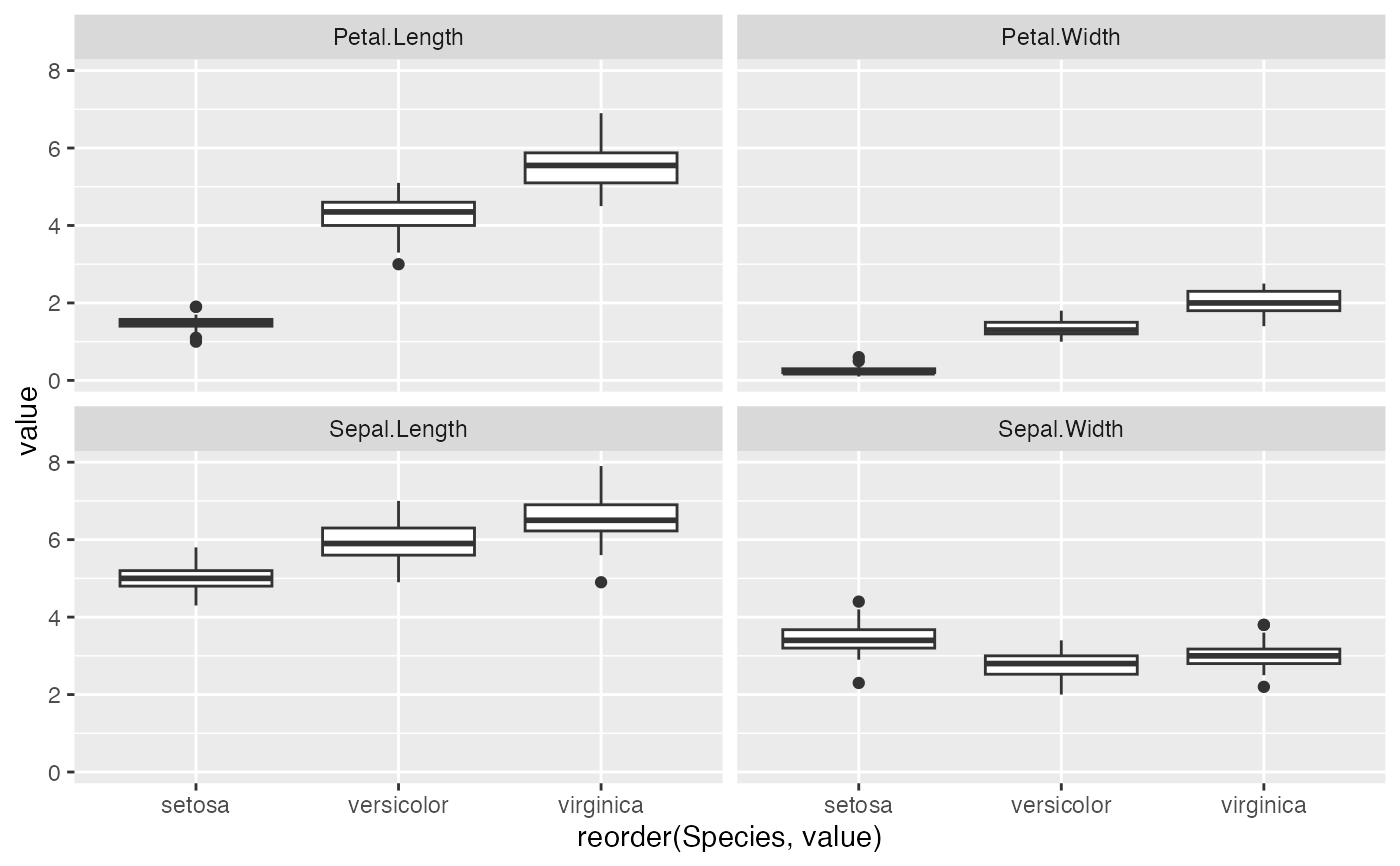 Petal.Length
Petal.Width
8
6
4
2
0
value
Sepal.Length
Sepal.Width
8
6
4
2
0
setosa
versicolor
virginica
setosa
versicolor
virginica
reorder(Species, value)